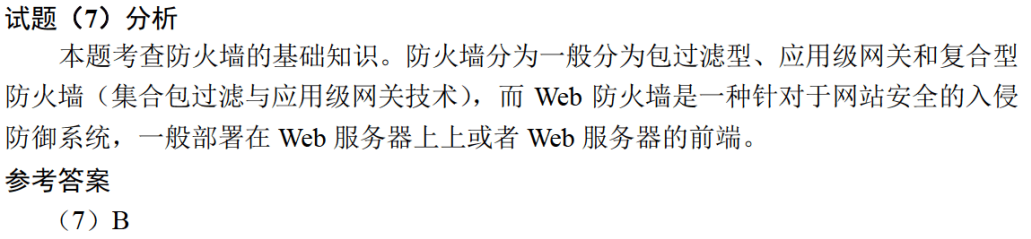 试题（7）分析
本题考查防火墙的基础知识。防火墙分为一般分为包过滤型、应用级网关和复合型
防火墙（集合包过滤与应用级网关技术），而 Web 防火墙是一种针对于网站安全的入侵
防御系统，一般部署在 Web 服务器上上或者 Web 服务器的前端。
参考答案
（7）B